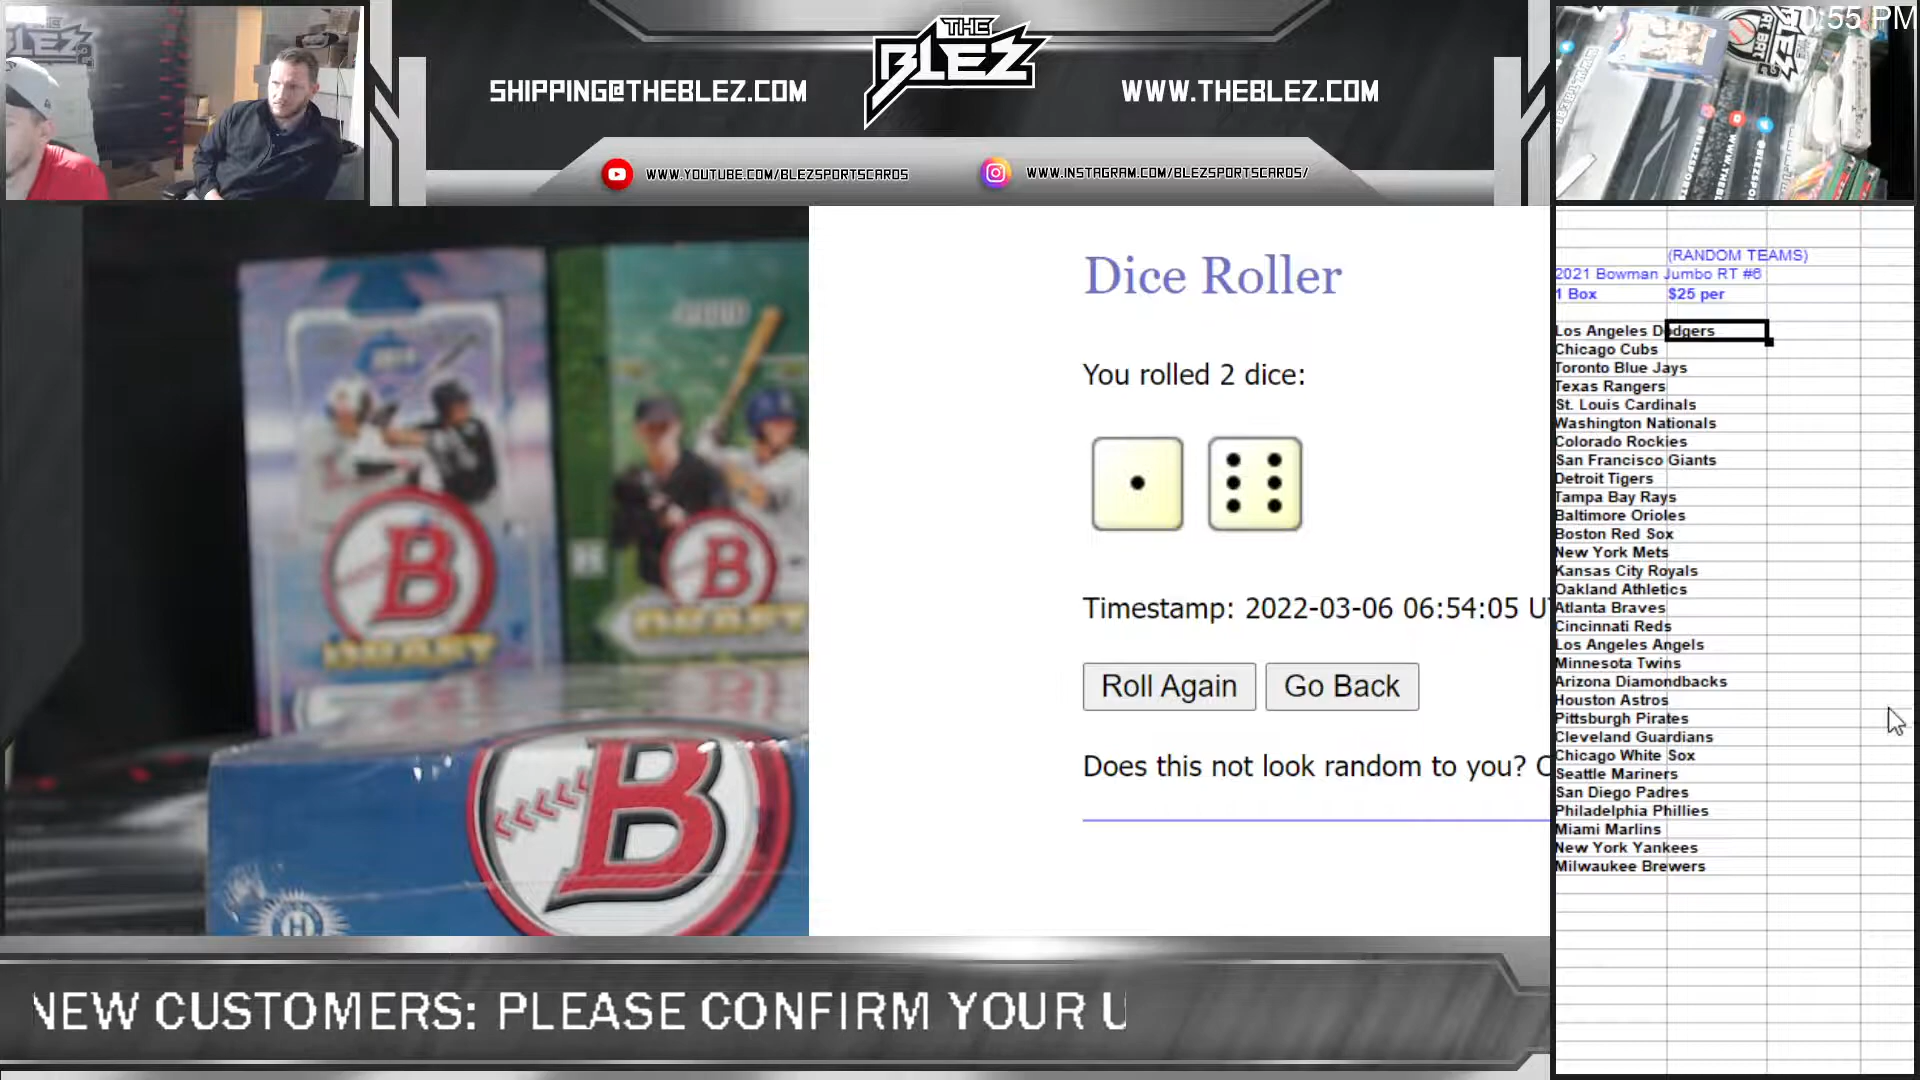 THE
BLEZ
SHIPPING@THEBLEZ.COM
WWW.THEBLEZ.COM
WWW.YOUTUBE.COM/BLEZSPORTSCARDS
WWW.INSTAGRAM.COM/BLEZSPORTSCARDS/
:55 PM
Dice Roller
You rolled 2 dice:
Timestamp: 2022-03-06 06:54:05 U
Roll Again
Go Back
Does this not look random to you?
B
DRAFT
B
DRAFT
B
H
(RANDOM TEAMS)
2021 Bowman Jumbo RT #6
1 Box $25 per
Los Angeles Dodgers
Chicago Cubs
Toronto Blue Jays
Texas Rangers
St. Louis Cardinals
Washington Nationals
Colorado Rockies
San Francisco Giants
Detroit Tigers
Tampa Bay Rays
Baltimore Orioles
Boston Red Sox
New York Mets
Kansas City Royals
Oakland Athletics
Atlanta Braves
Cincinnati Reds
Los Angeles Angels
Minnesota Twins
Arizona Diamondbacks
Houston Astros
Pittsburgh Pirates
Cleveland Guardians
Chicago White Sox
Seattle Mariners
San Diego Padres
Philadelphia Phillies
Miami Marlins
New York Yankees
Milwaukee Brewers
NEW CUSTOMERS: PLEASE CONFIRM YOUR U